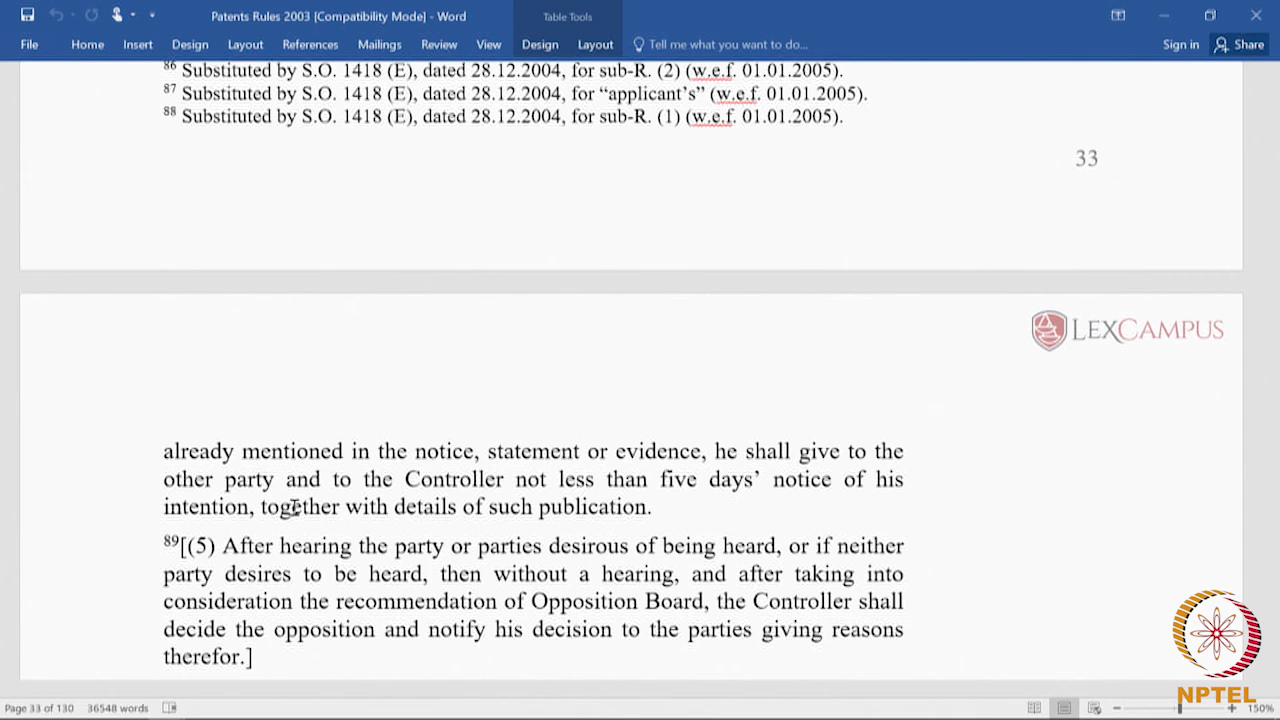 Patents Rules 2003 [Compatibility Mode] - Word
Table Tools
File Home Insert Design Layout References Mailings Review View Design Layout Tell me what you want to do... Sign in Share
86 Substituted by S.O. 1418 (E), dated 28.12.2004, for sub-R. (2) (w.e.f. 01.01.2005).
87 Substituted by S.O. 1418 (E), dated 28.12.2004, for “applicant’s” (w.e.f. 01.01.2005).
88 Substituted by S.O. 1418 (E), dated 28.12.2004, for sub-R. (1) (w.e.f. 01.01.2005).
33
LEXCAMPUS
already mentioned in the notice, statement or evidence, he shall give to the
other party and to the Controller not less than five days’ notice of his
intention, together with details of such publication.
89[(5) After hearing the party or parties desirous of being heard, or if neither
party desires to be heard, then without a hearing, and after taking into
consideration the recommendation of Opposition Board, the Controller shall
decide the opposition and notify his decision to the parties giving reasons
therefor.]
NPTEL
Page 33 of 130 36548 words 150%